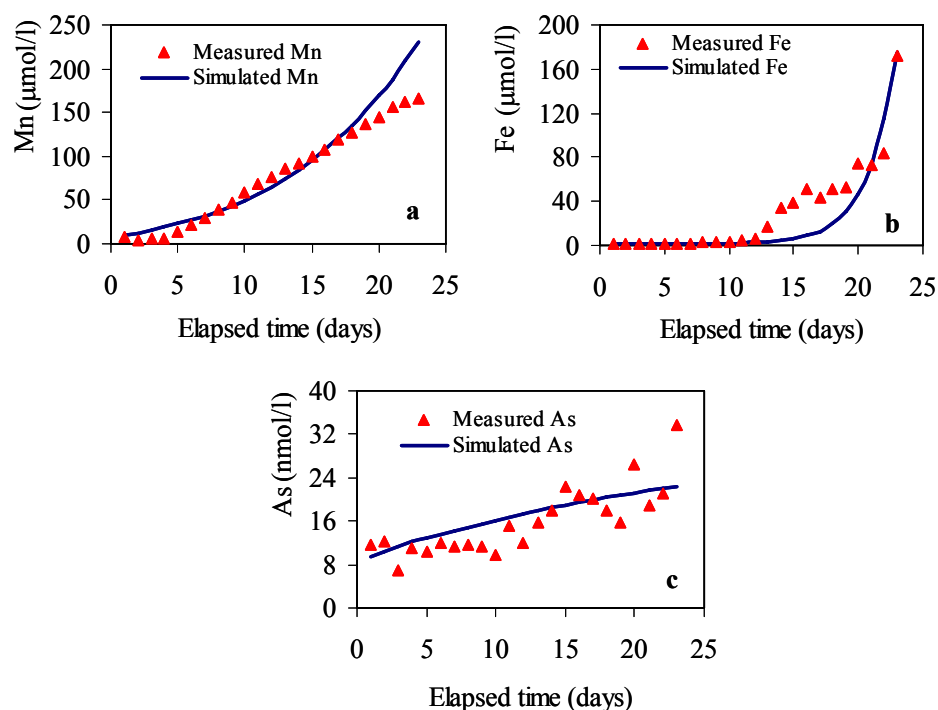 250
200
150
100
50
0
Mn (µmol/l)
Measured Mn
Simulated Mn
a
0 5 10 15 20 25
Elapsed time (days)
200
160
120
80
40
0
Fe (µmol/l)
Measured Fe
Simulated Fe
b
0 5 10 15 20 25
Elapsed time (days)
40
32
24
16
8
0
As (nmol/l)
Measured As
Simulated As
c
0 5 10 15 20 25
Elapsed time (days)